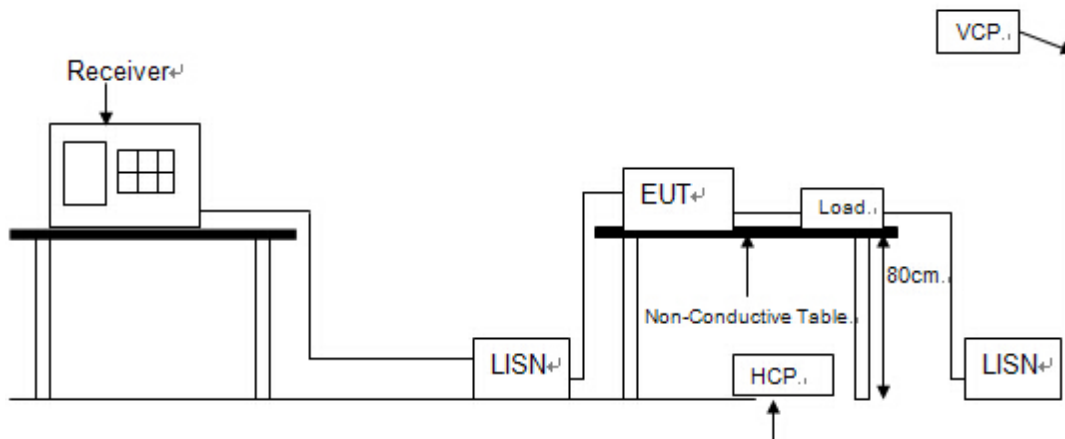 VCP.
Receiver↵
EUT↵
Load.
80cm.
Non-Conductive Table.
LISN↵
HCP.
LISN↵